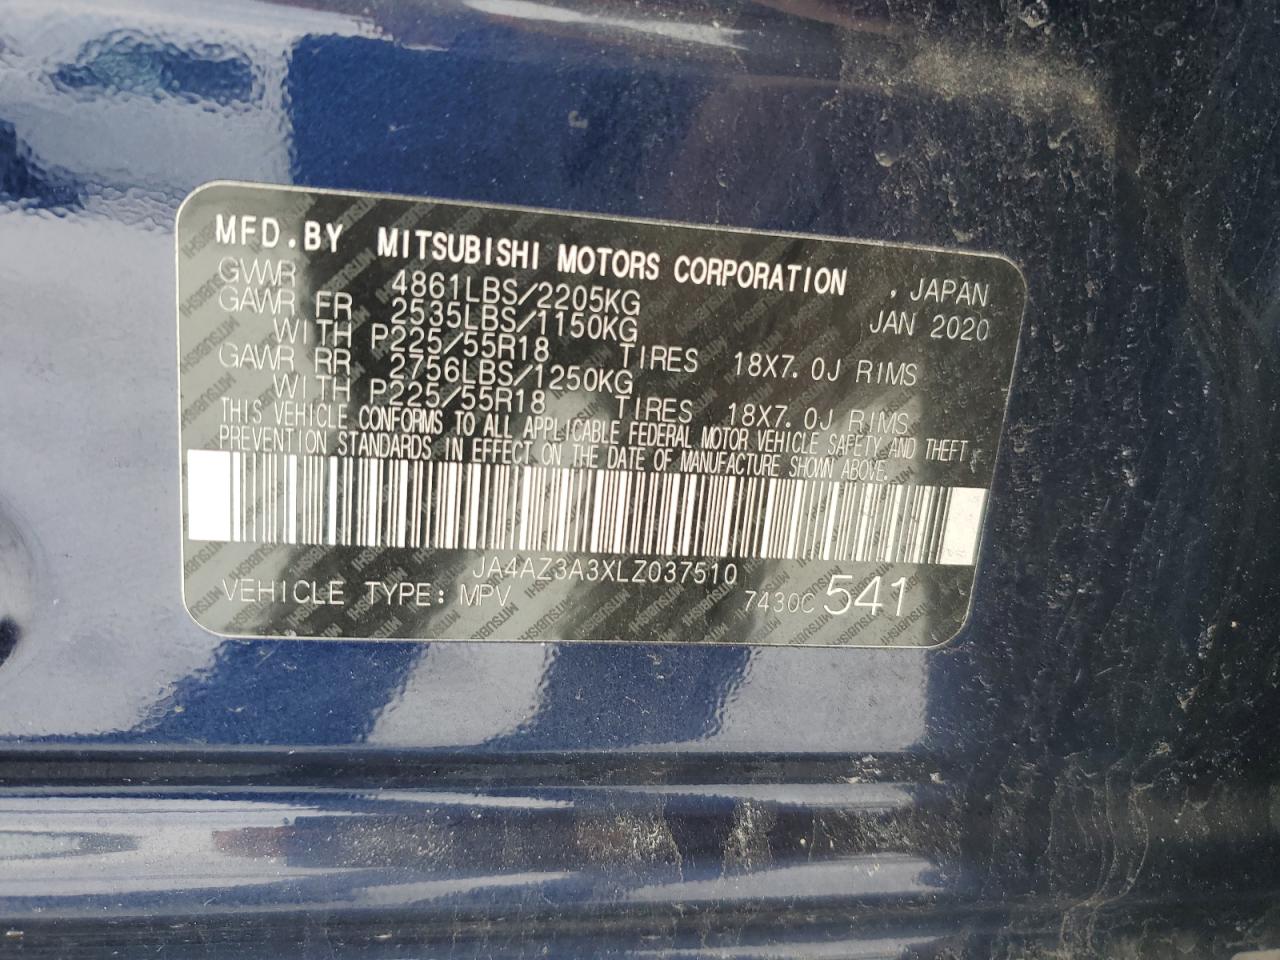 MFD.BY MITSUBISHI MOTORS CORPORATION , JAPAN
GVWR 4861LBS/2205KG JAN 2020
GAWR FR 2535LBS/1150KG
WITH P225/55R18 TIRES 18X7.0J RIMS
GAWR RR 2756LBS/1250KG
WITH P225/55R18 TIRES 18X7.0J RIMS
THIS VEHICLE CONFORMS TO ALL APPLICABLE FEDERAL MOTOR VEHICLE SAFETY AND THEFT
PREVENTION STANDARDS IN EFFECT ON THE DATE OF MANUFACTURE SHOWN ABOVE.
JA4AZ3A3XLZ037510
VEHICLE TYPE: MPV 7430C 541